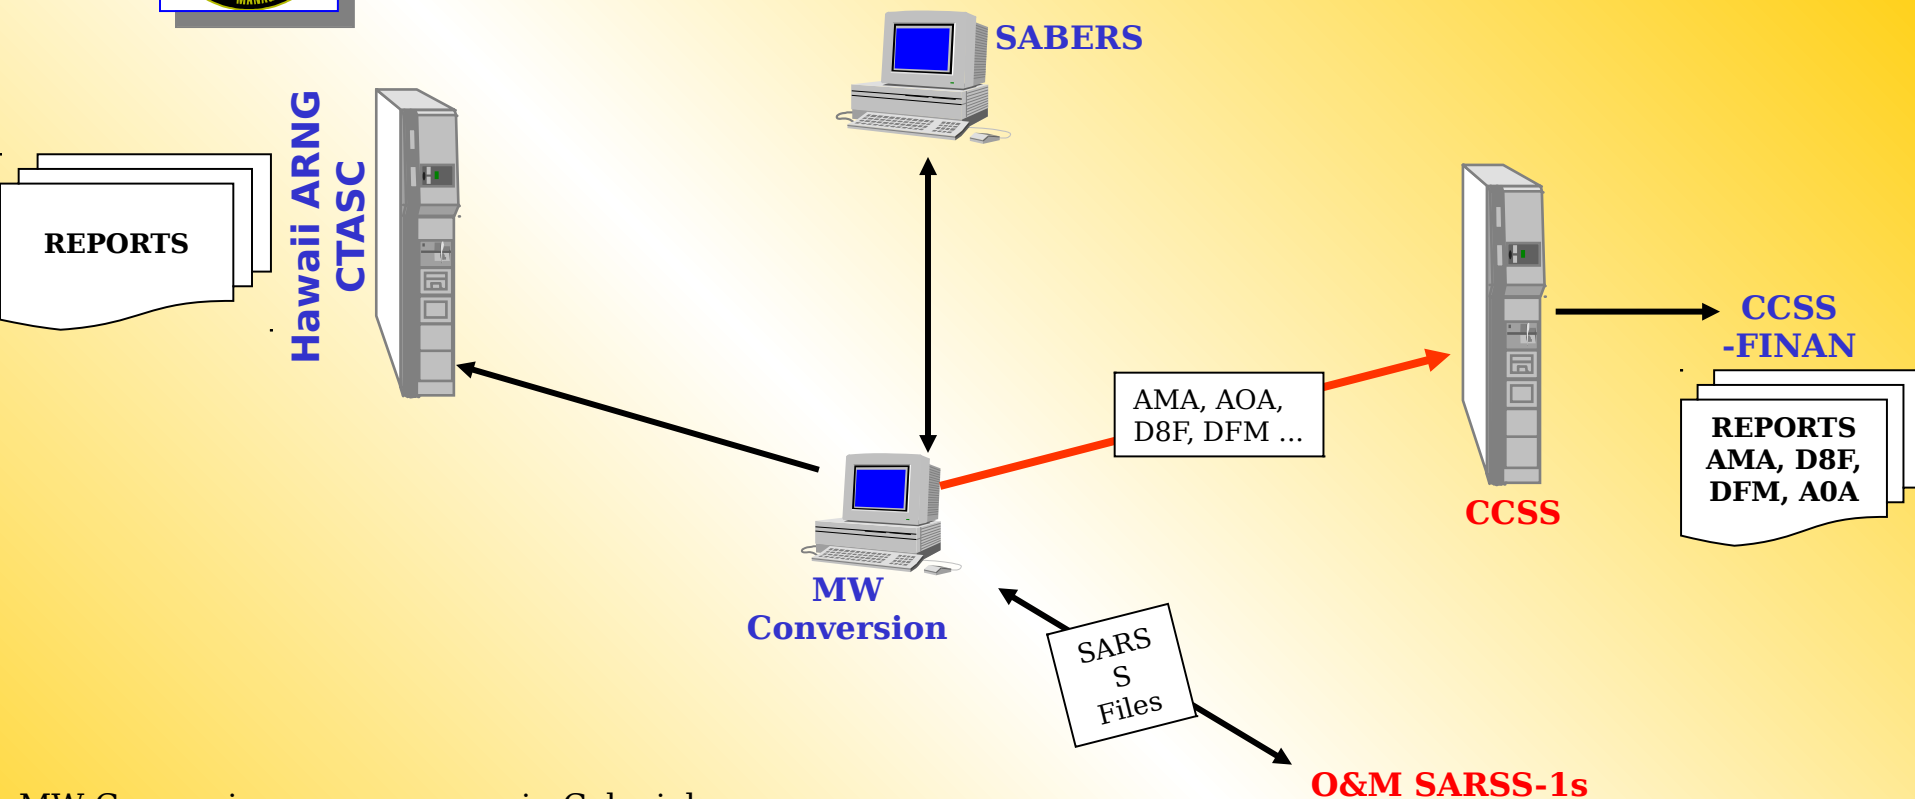 SABERS
Hawaii ARNG
CTASC
REPORTS
CCSS
-FINAN
AMA, AOA,
D8F, DFM ...
REPORTS
AMA, D8F,
DFM, A0A
CCSS
MW
Conversion
SARS
S
Files
O&M SARSS-1s